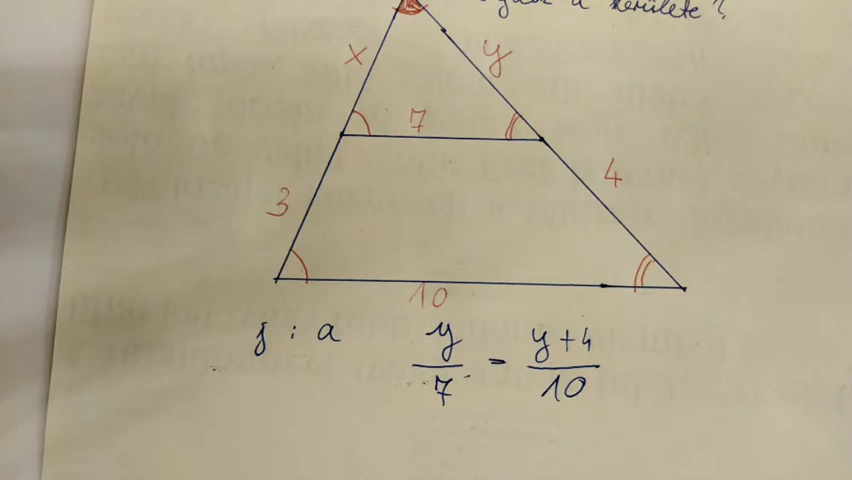 a kerülete?
x
y
7
3
4
10
j : a
y/7 = y+4/10